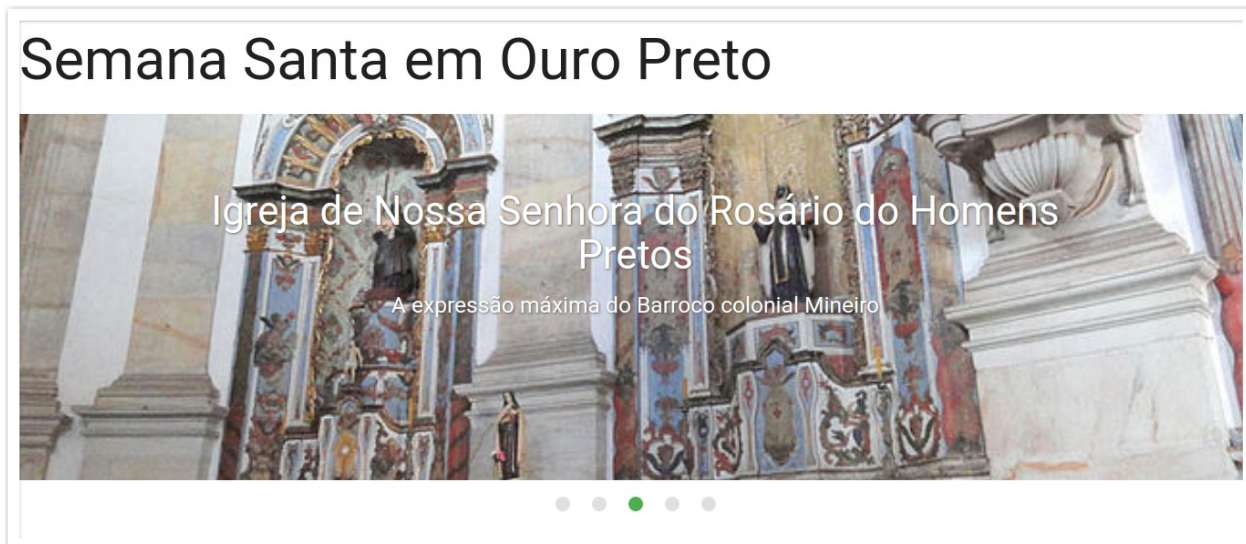 Semana Santa em Ouro Preto
Igreja de Nossa Senhora do Rosário do Homens
Pretos
A expressão máxima do Barroco colonial Mineiro